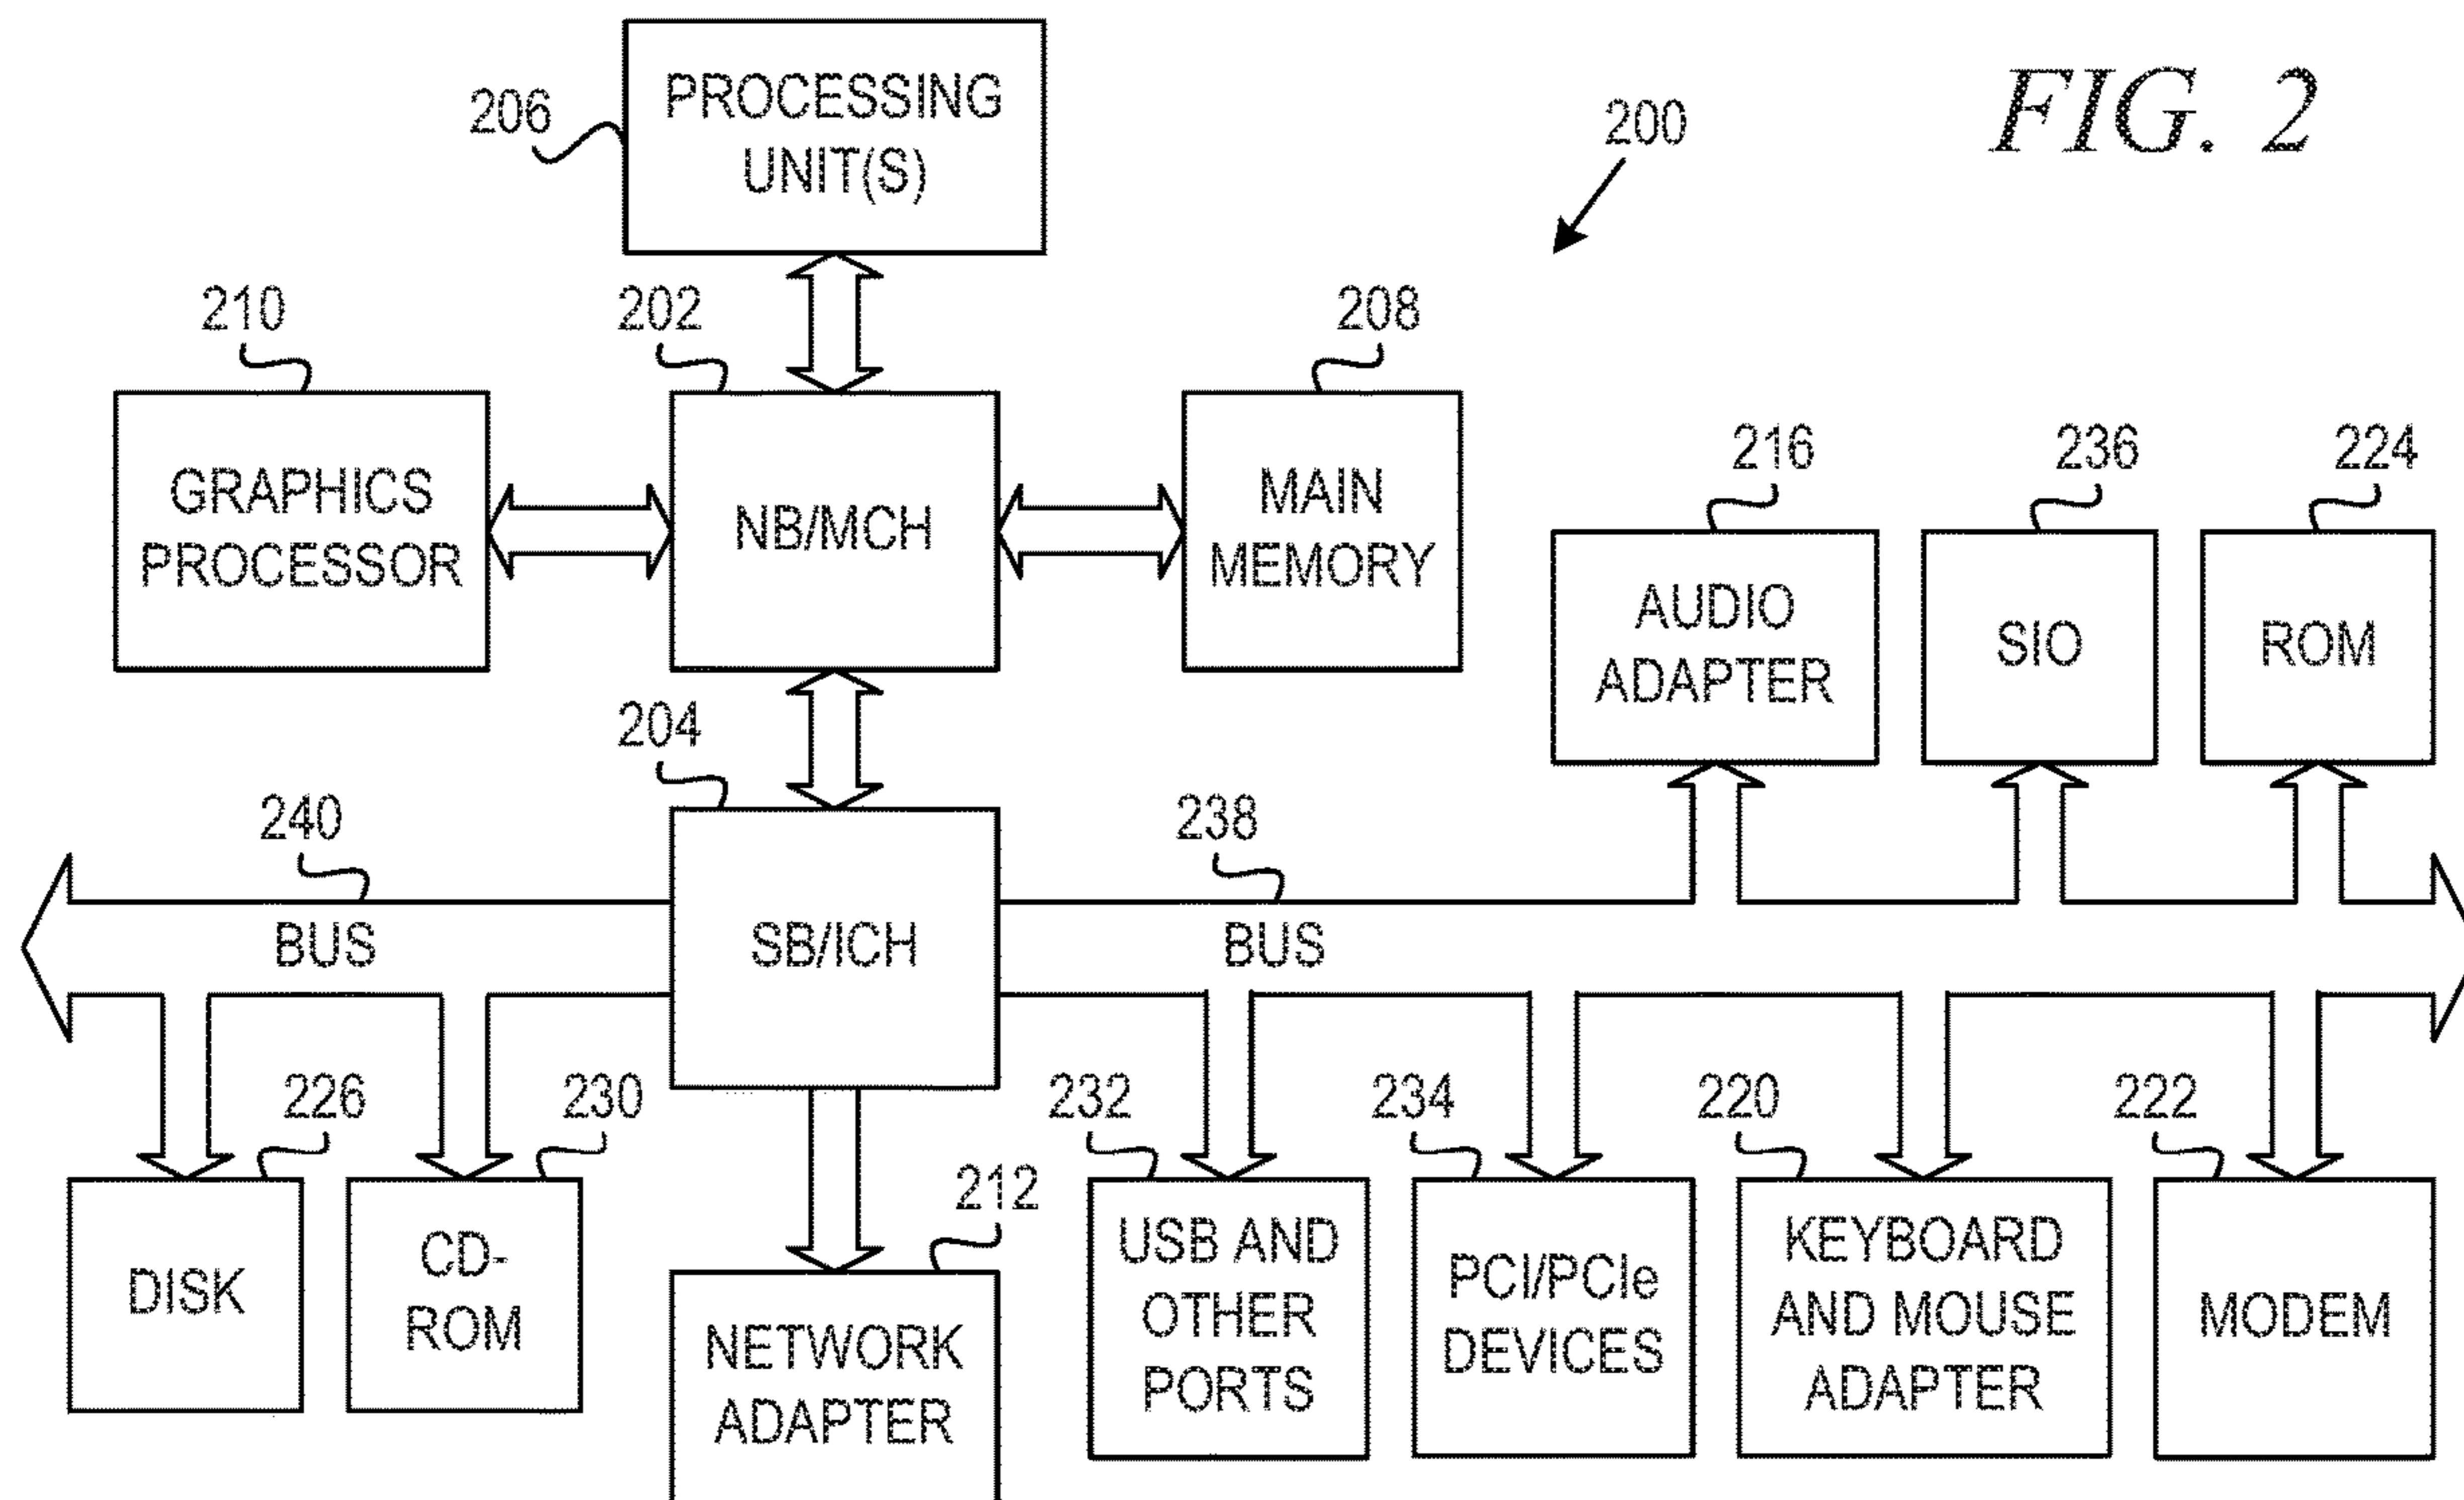 FIG. 2
200
206
PROCESSING
UNIT(S)
210
202
208
GRAPHICS
PROCESSOR
NB/MCH
MAIN
MEMORY
216
236
224
AUDIO
ADAPTER
SIO
ROM
204
240
238
BUS
SB/ICH
BUS
226
230
232
234
220
222
212
DISK
CD-
ROM
NETWORK
ADAPTER
USB AND
OTHER
PORTS
PCI/PCIe
DEVICES
KEYBOARD
AND MOUSE
ADAPTER
MODEM